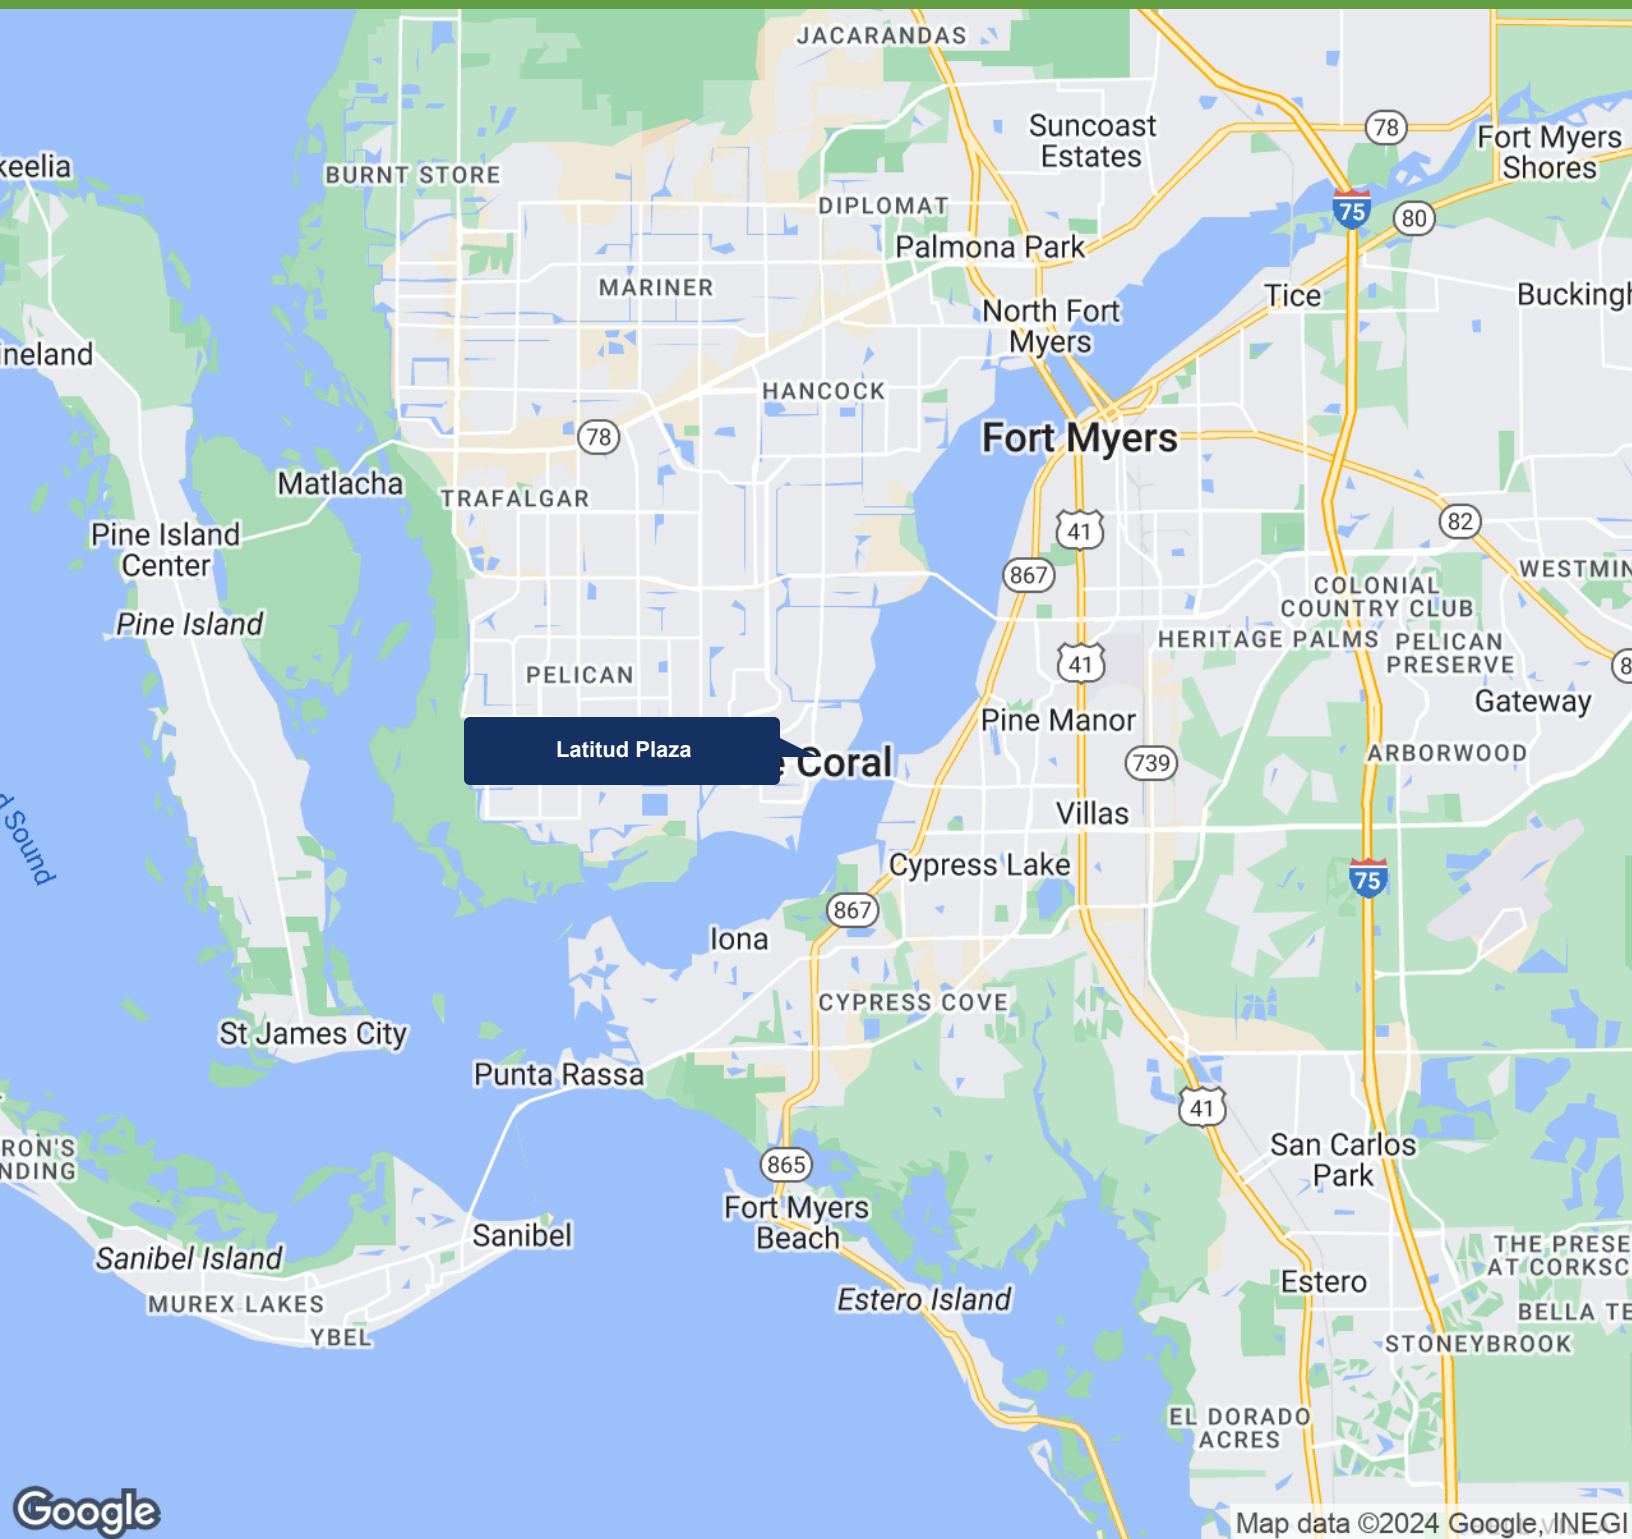 JACARANDAS
Suncoast
Estates
78
Fort Myers
Shores
keelia
BURNT STORE
DIPLOMAT
75
80
Palmona Park
MARINER
Tice
Buckingh
North Fort
Myers
ineland
HANCOCK
78
Fort Myers
Matlacha
TRAFALGAR
41
82
Pine Island
Center
867
WESTMIN
COLONIAL
COUNTRY CLUB
Pine Island
HERITAGE PALMS
PELICAN
PRESERVE
41
8
PELICAN
Gateway
Pine Manor
Latitud Plaza
e Coral
739
ARBORWOOD
d Sound
Villas
Cypress Lake
75
867
Iona
CYPRESS COVE
St James City
Punta Rassa
41
RON'S
NDING
San Carlos
Park
865
Fort Myers
Beach
Sanibel
Sanibel Island
THE PRESE
AT CORKSC
Estero
MUREX LAKES
Estero Island
BELLA TE
YBEL
STONEYBROOK
EL DORADO
ACRES
Google
Map data ©2024 Google, INEGI